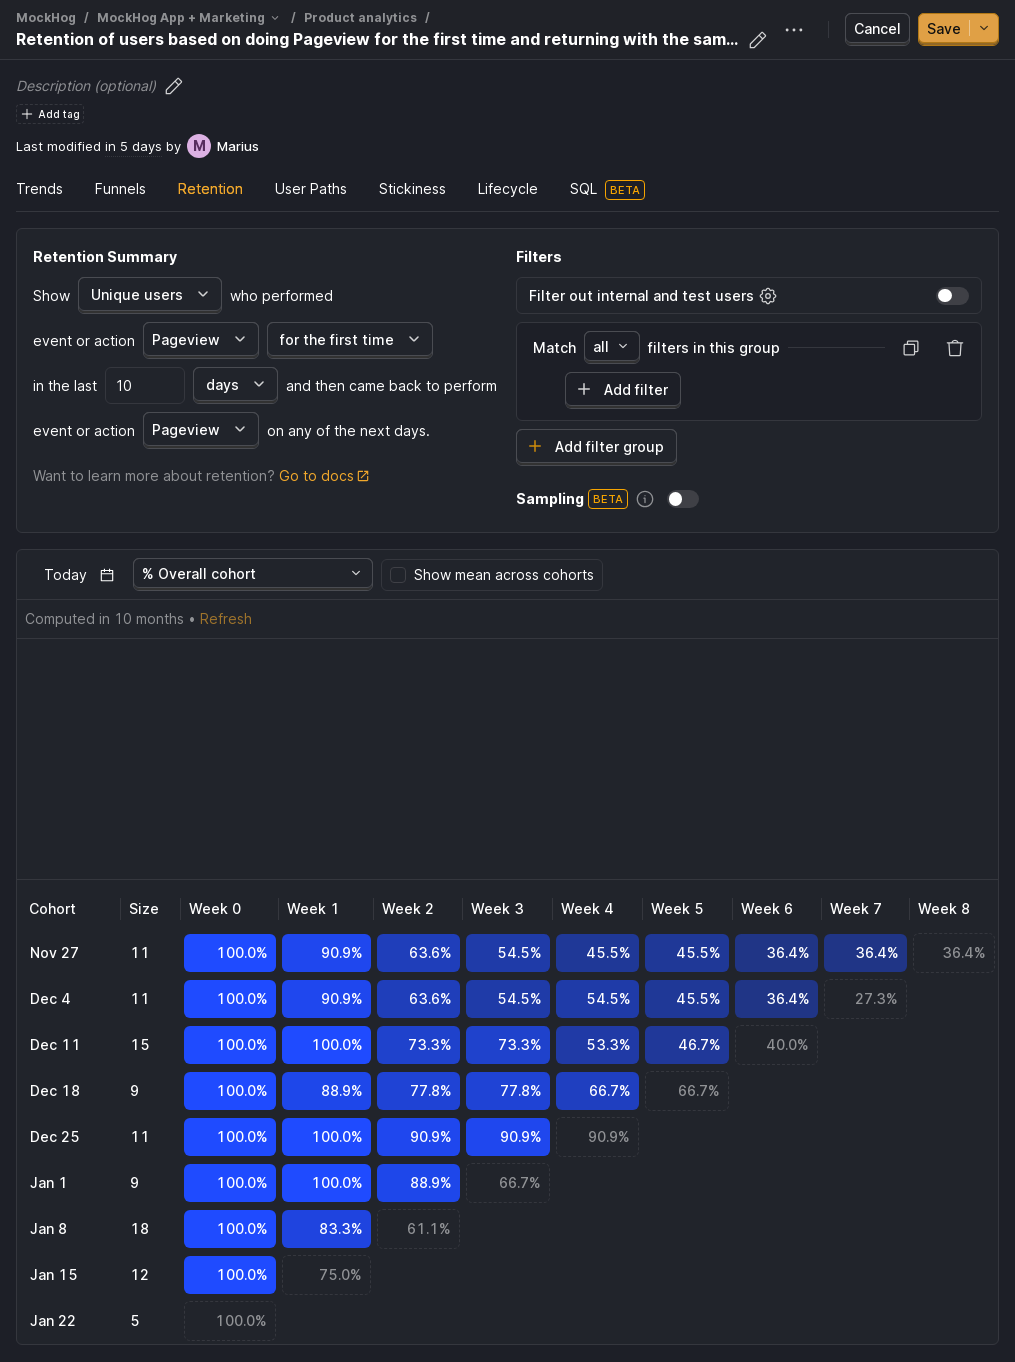 MockHog / MockHog App + Marketing / Product analytics /
Retention of users based on doing Pageview for the first time and returning with the sam...
Cancel
Save
Description (optional)
+ Add tag
Last modified in 5 days by M Marius
Trends Funnels Retention User Paths Stickiness Lifecycle SQL BETA
Retention Summary
Show Unique users who performed
event or action Pageview for the first time
in the last 10 days and then came back to perform
event or action Pageview on any of the next days.
Want to learn more about retention? Go to docs
Filters
Filter out internal and test users
Match all filters in this group
+ Add filter
+ Add filter group
Sampling BETA
Today % Overall cohort Show mean across cohorts
Computed in 10 months • Refresh
Cohort Size Week 0 Week 1 Week 2 Week 3 Week 4 Week 5 Week 6 Week 7 Week 8
Nov 27 11 100.0% 90.9% 63.6% 54.5% 45.5% 45.5% 36.4% 36.4% 36.4%
Dec 4 11 100.0% 90.9% 63.6% 54.5% 54.5% 45.5% 36.4% 27.3%
Dec 11 15 100.0% 100.0% 73.3% 73.3% 53.3% 46.7% 40.0%
Dec 18 9 100.0% 88.9% 77.8% 77.8% 66.7% 66.7%
Dec 25 11 100.0% 100.0% 90.9% 90.9% 90.9%
Jan 1 9 100.0% 100.0% 88.9% 66.7%
Jan 8 18 100.0% 83.3% 61.1%
Jan 15 12 100.0% 75.0%
Jan 22 5 100.0%